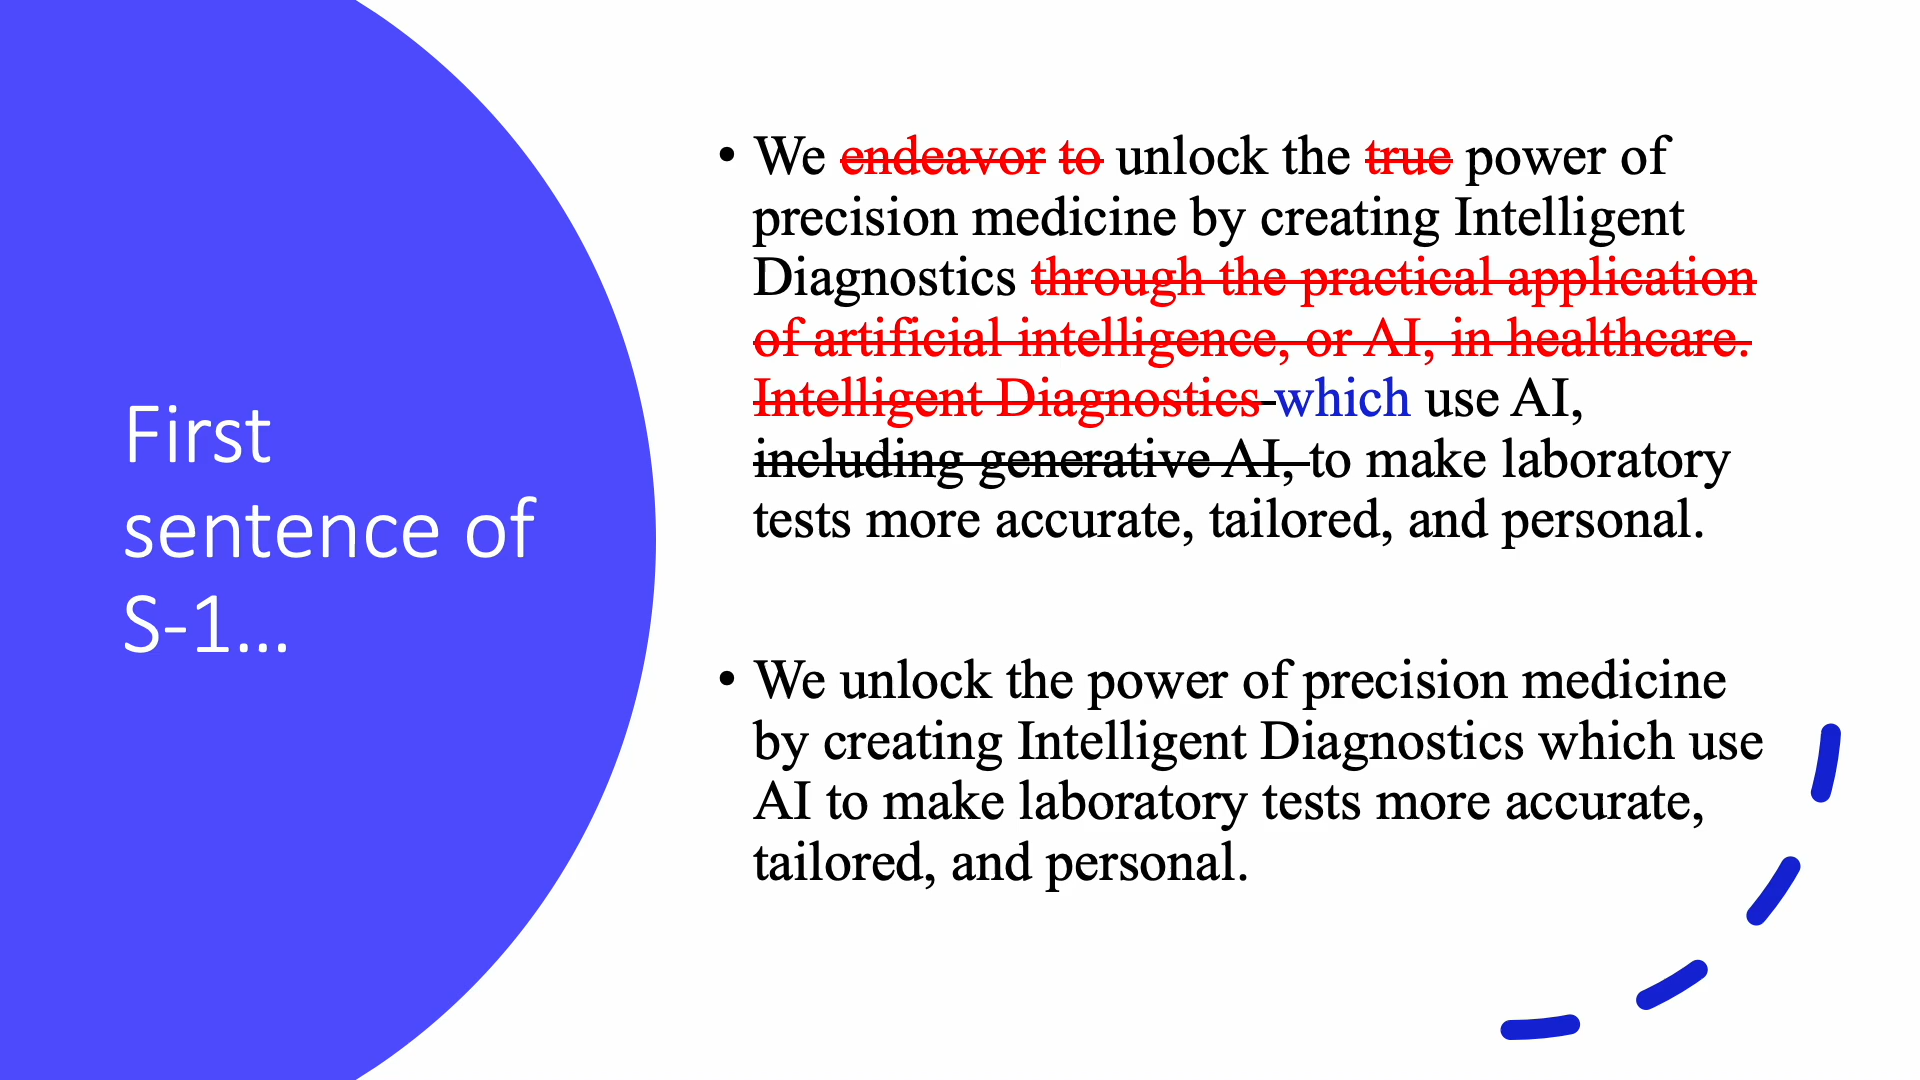 First
sentence of
S-1...
• We endeavor to unlock the true power of
precision medicine by creating Intelligent
Diagnostics through the practical application
of artificial intelligence, or AI, in healthcare.
Intelligent Diagnostics which use AI,
including generative AI, to make laboratory
tests more accurate, tailored, and personal.
• We unlock the power of precision medicine
by creating Intelligent Diagnostics which use
AI to make laboratory tests more accurate,
tailored, and personal.